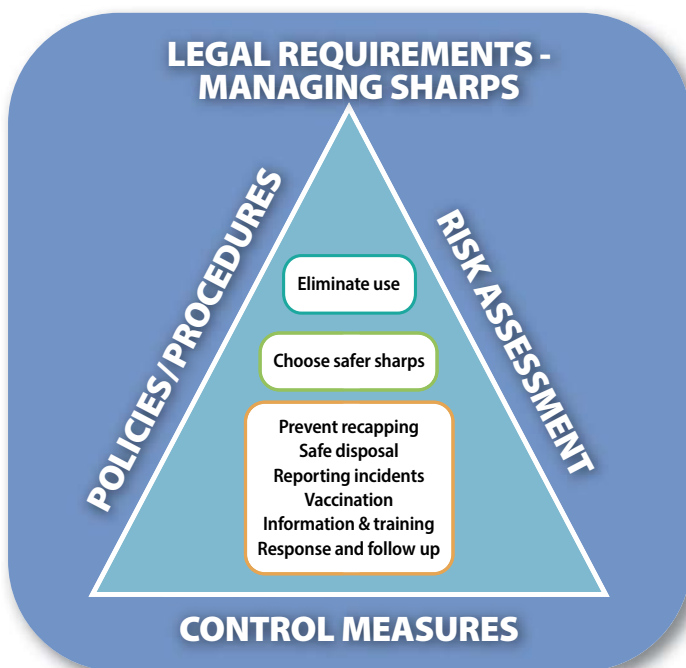 LEGAL REQUIREMENTS -
MANAGING SHARPS
POLICIES/PROCEDURES
RISK ASSESSMENT
Eliminate use
Choose safer sharps
Prevent recapping
Safe disposal
Reporting incidents
Vaccination
Information & training
Response and follow up
CONTROL MEASURES